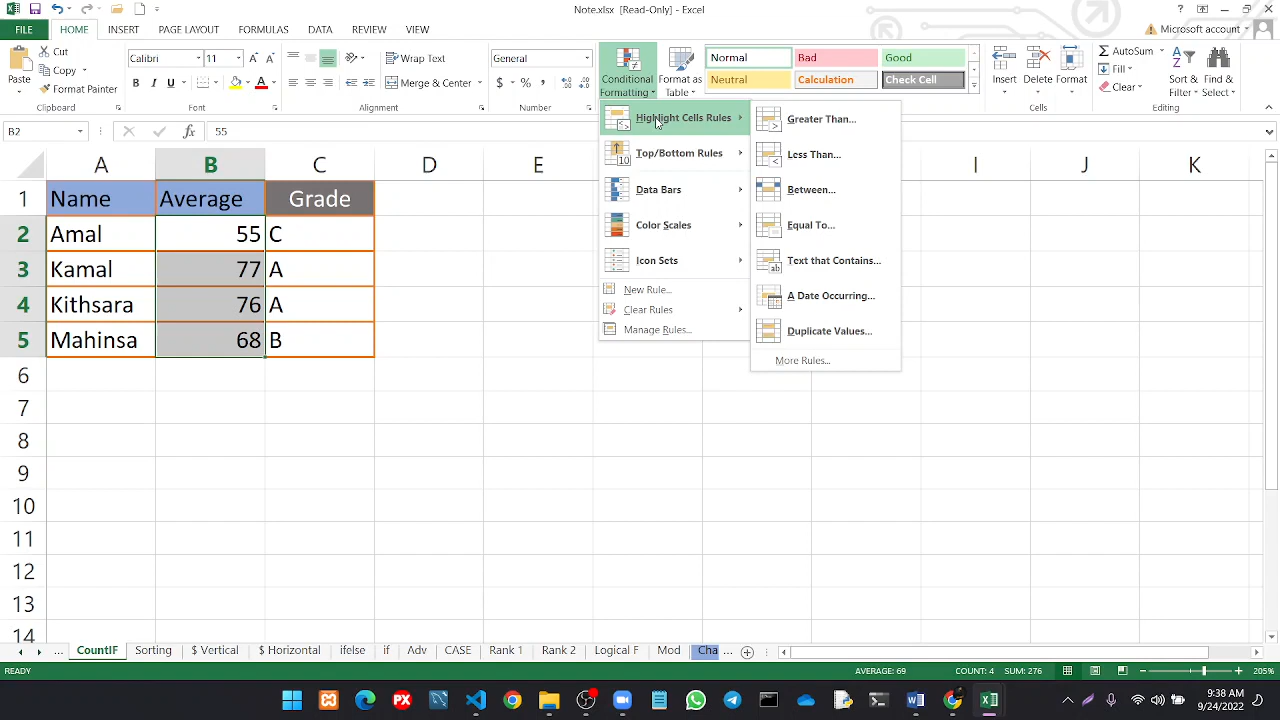 Note.xlsx [Read-Only] - Excel
FILE HOME INSERT PAGE LAYOUT FORMULAS DATA REVIEW VIEW Microsoft account
Paste
Cut
Copy
Format Painter
Clipboard
Calibri 11
B I U A
Font
Wrap Text
Merge & Center
Alignment
General
$ % ,
Number
Conditional Formatting
Format as Table
Normal Bad Good
Neutral Calculation Check Cell
Insert Delete Format
Cells
AutoSum
Fill
Clear
Sort & Filter
Find & Select
Editing
B2 fx 55
Highlight Cells Rules
Top/Bottom Rules
Data Bars
Color Scales
Icon Sets
New Rule...
Clear Rules
Manage Rules...
Greater Than...
Less Than...
Between...
Equal To...
Text that Contains...
A Date Occurring...
Duplicate Values...
More Rules...
A B C D E I J K
1 Name Average Grade
2 Amal 55 C
3 Kamal 77 A
4 Kithsara 76 A
5 Mahinsa 68 B
6
7
8
9
10
11
12
13
14
... CountIF Sorting $ Vertical $ Horizontal ifelse if Adv CASE Rank 1 Rank 2 Logical F Mod Cha ...
READY AVERAGE: 69 COUNT: 4 SUM: 276 205%
9:38 AM
9/24/2022